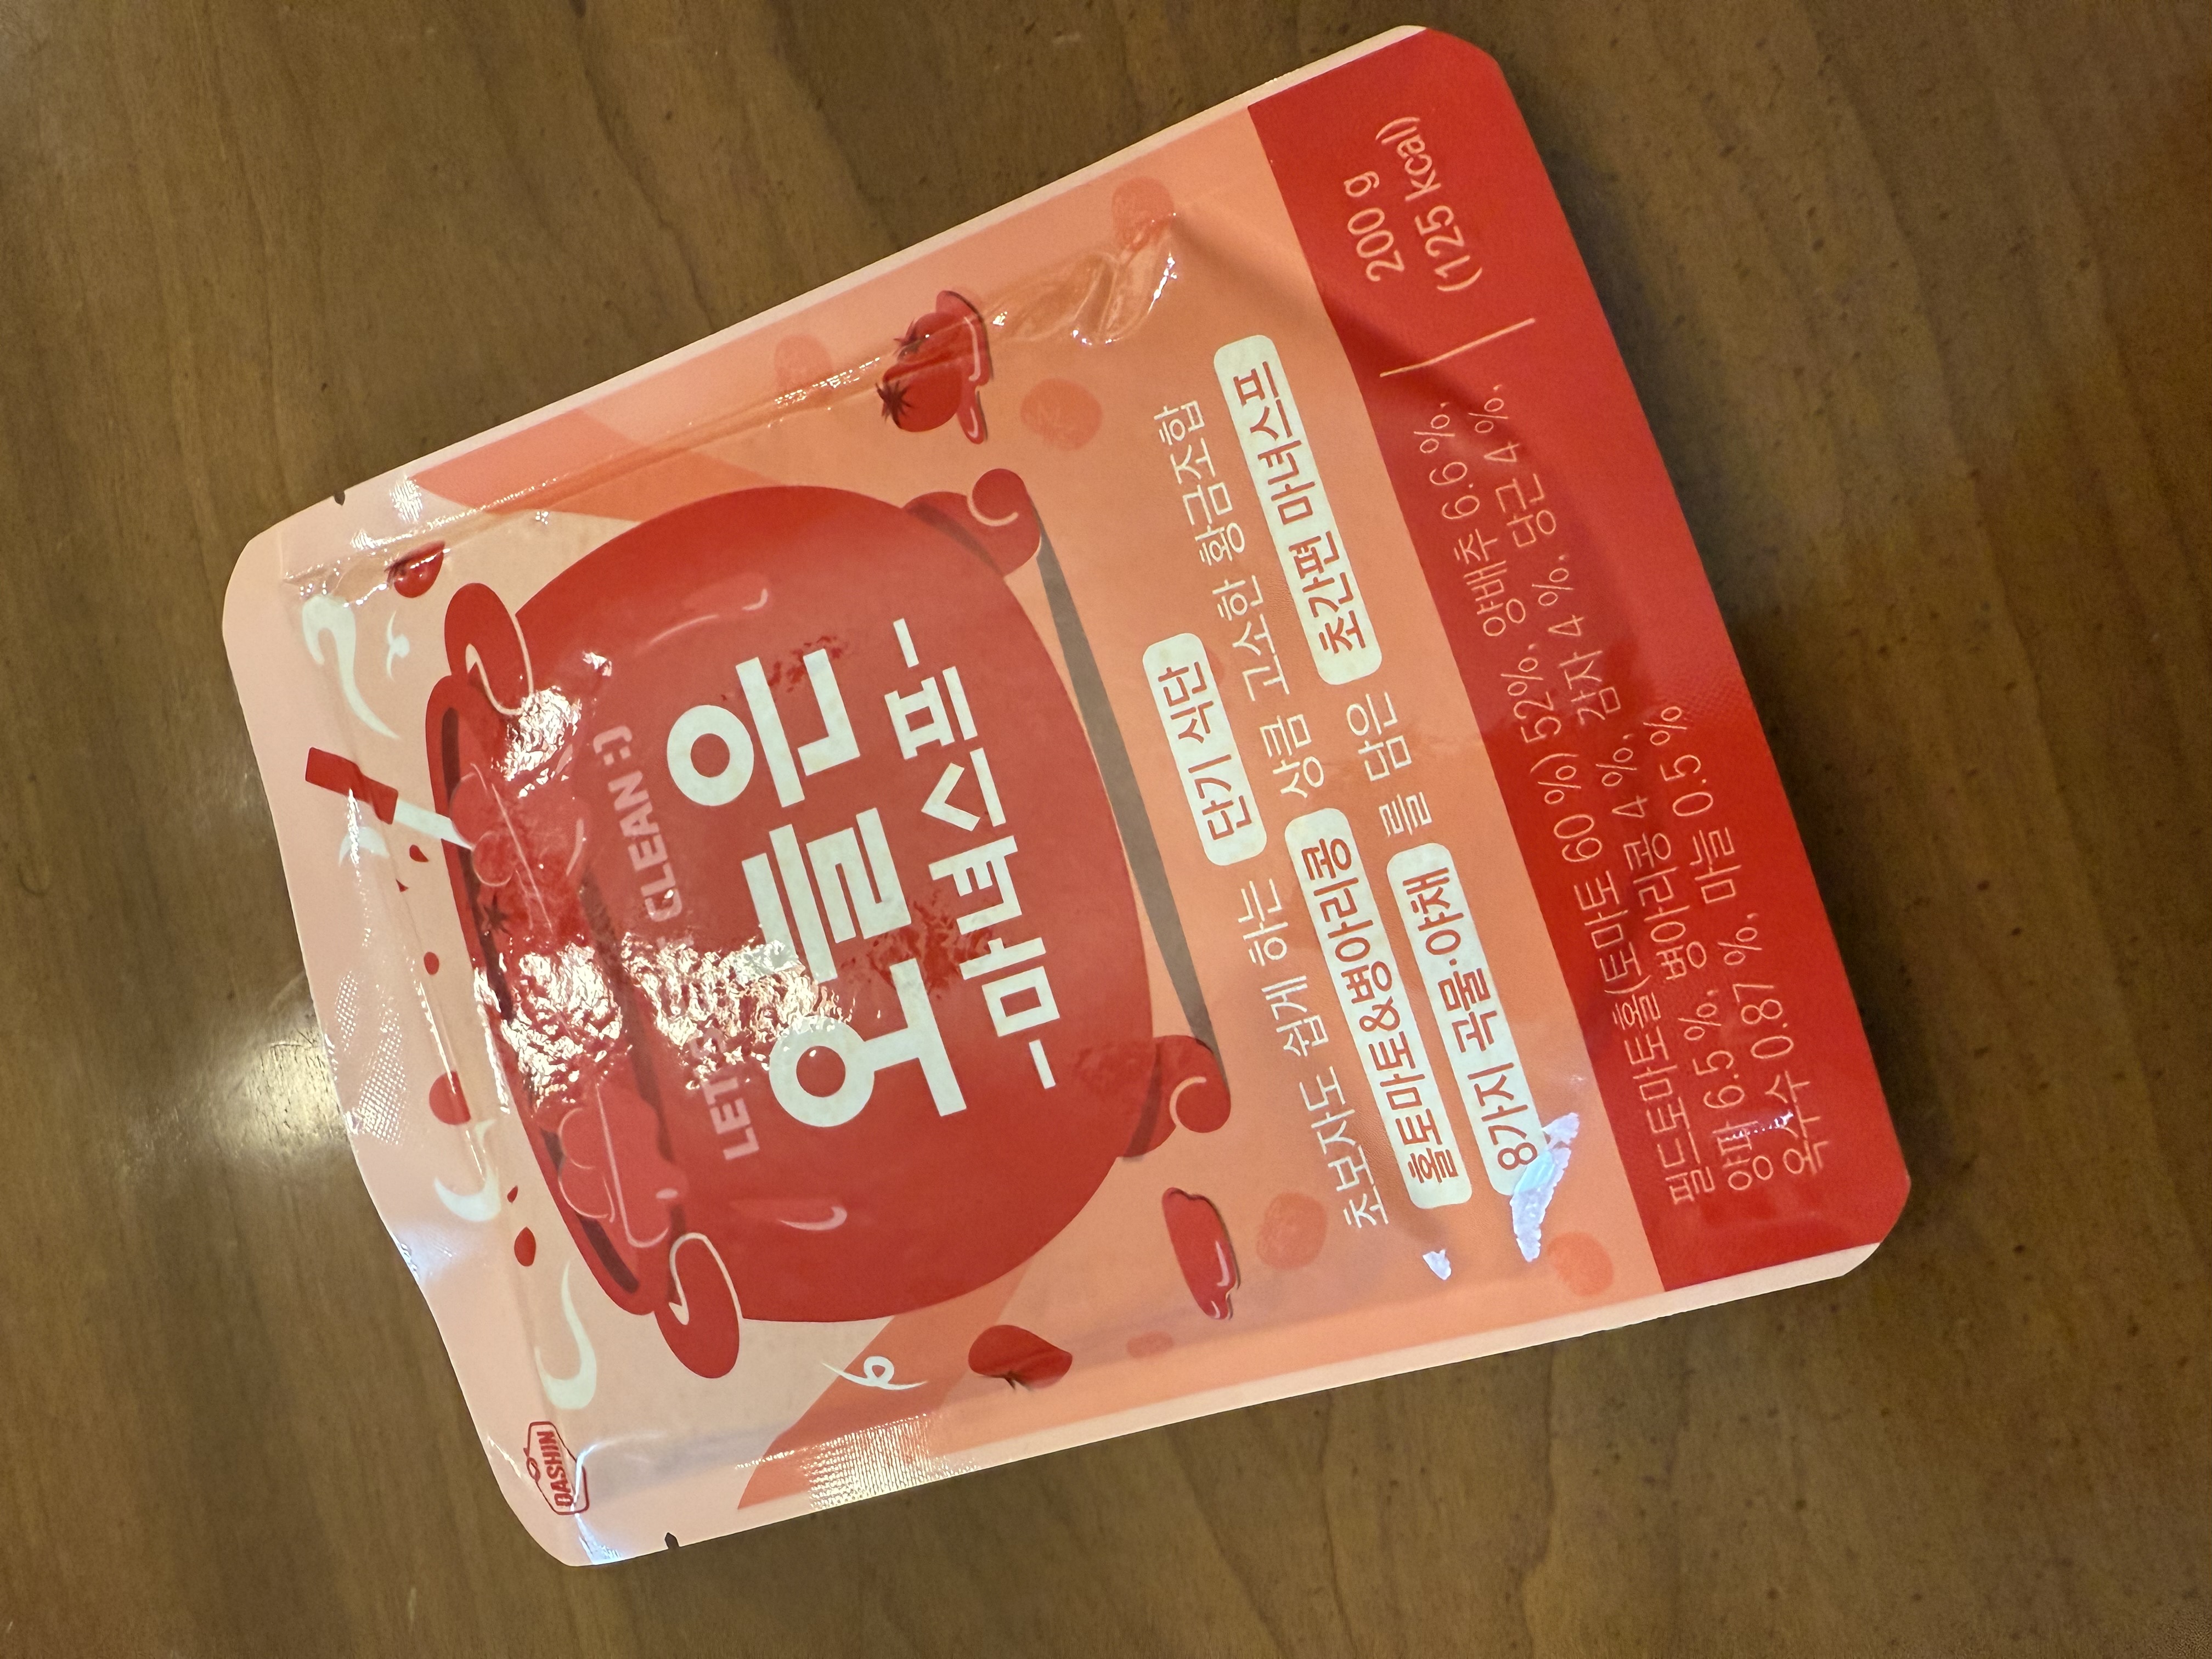 DASHIN
LET'S CLEAN:)
오를은
-마녀스프-
초보자도 쉽게 하는 단기 식단
홀토마토&병아리콩 상큼 고소한 황금조합
8가지 곡물·야채 를 담은 초간편 마녀스프
필드토마토홀(토마토 60 %) 52%, 양배추 6.6 %,
양파 6.5 %, 병아리콩 4 %, 감자 4 %, 당근 4 %,
옥수수 0.87 %, 마늘 0.5 %
200 g
(125 kcal)